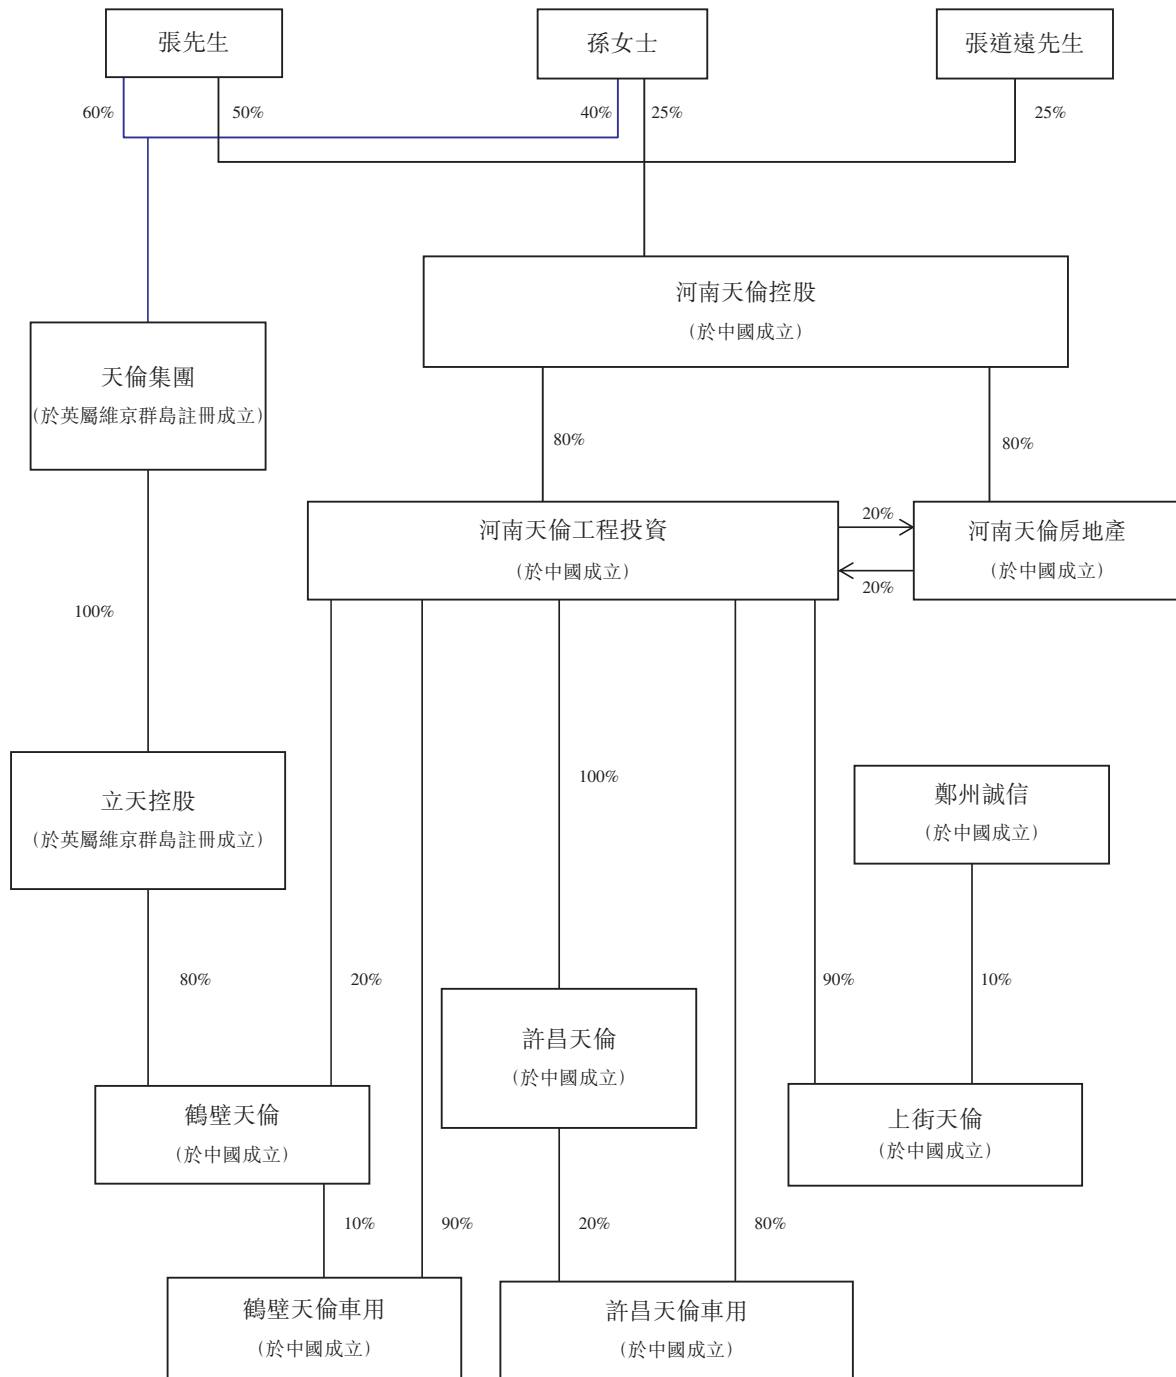 張先生
孫女士
張道遠先生
60%
50%
40%
25%
25%
河南天倫控股
(於中國成立)
天倫集團
(於英屬維京群島註冊成立)
80%
80%
河南天倫工程投資
(於中國成立)
20%
20%
河南天倫房地產
(於中國成立)
100%
立天控股
(於英屬維京群島註冊成立)
100%
鄭州誠信
(於中國成立)
80%
20%
90%
10%
許昌天倫
(於中國成立)
鶴壁天倫
(於中國成立)
上街天倫
(於中國成立)
10%
90%
20%
80%
鶴壁天倫車用
(於中國成立)
許昌天倫車用
(於中國成立)